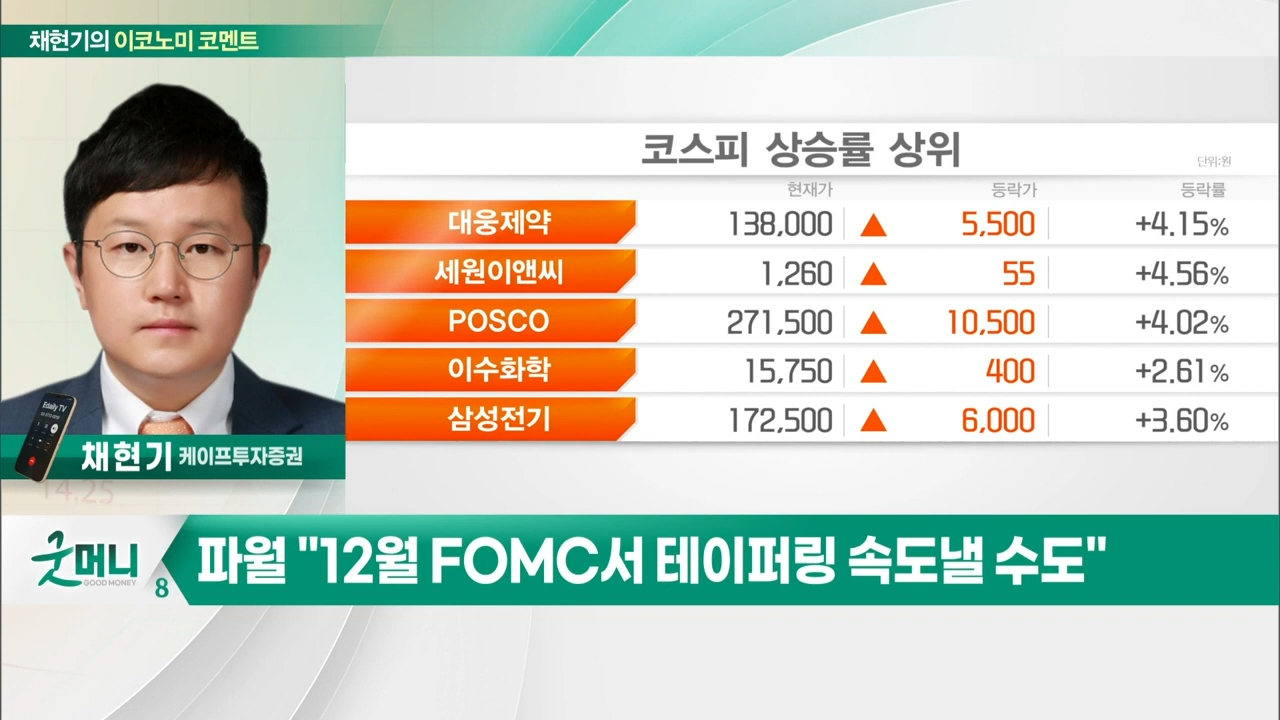 채현기의 이코노미 코멘트
코스피 상승률 상위
단위:원
현재가 등락가 등락률
대웅제약 138,000 ▲ 5,500 +4.15%
세원이앤씨 1,260 ▲ 55 +4.56%
POSCO 271,500 ▲ 10,500 +4.02%
이수화학 15,750 ▲ 400 +2.61%
삼성전기 172,500 ▲ 6,000 +3.60%
Edaily TV
채현기 케이프투자증권
14.25
굿머니
GOOD MONEY
8
파월 "12월 FOMC서 테이퍼링 속도낼 수도"